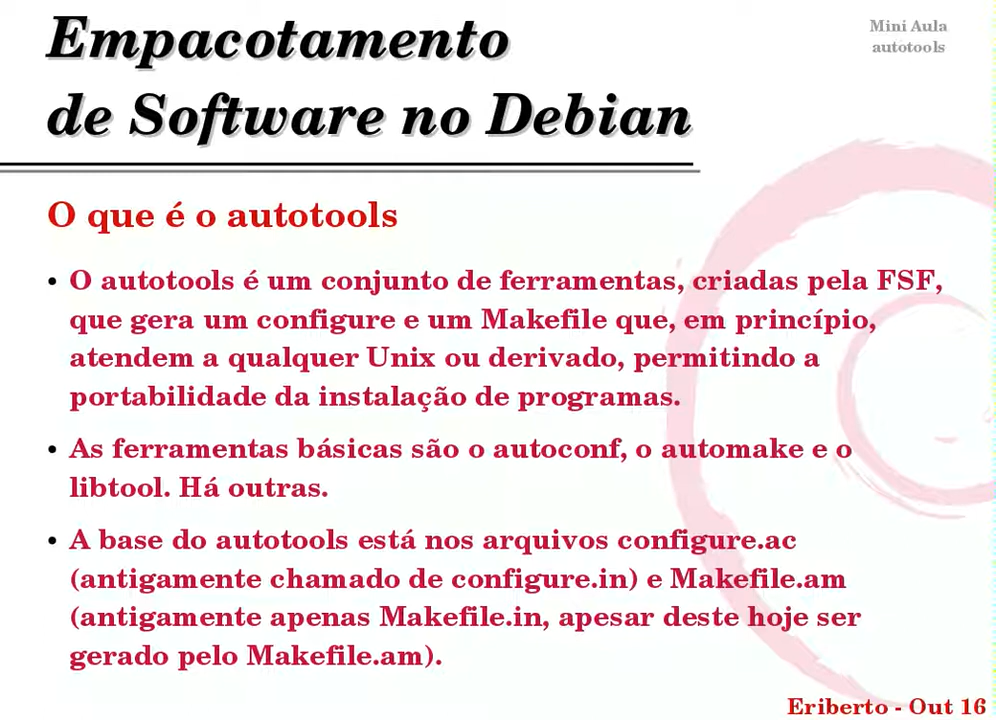 Empacotamento
de Software no Debian
Mini Aula
autotools
O que é o autotools
• O autotools é um conjunto de ferramentas, criadas pela FSF,
que gera um configure e um Makefile que, em princípio,
atendem a qualquer Unix ou derivado, permitindo a
portabilidade da instalação de programas.
• As ferramentas básicas são o autoconf, o automake e o
libtool. Há outras.
• A base do autotools está nos arquivos configure.ac
(antigamente chamado de configure.in) e Makefile.am
(antigamente apenas Makefile.in, apesar deste hoje ser
gerado pelo Makefile.am).
Eriberto - Out 16